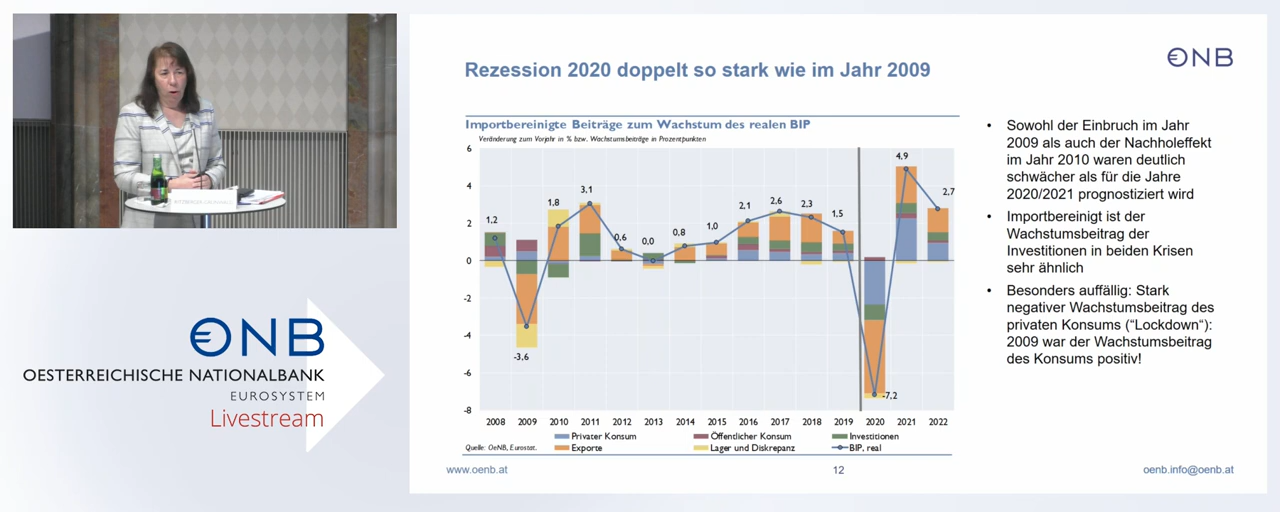 ONB
OESTERREICHISCHE NATIONALBANK
EUROSYSTEM
Livestream
Rezession 2020 doppelt so stark wie im Jahr 2009
ONB
Importbereinigte Beiträge zum Wachstum des realen BIP
Veränderung zum Vorjahr in % bzw. Wachstumsbeiträge in Prozentpunkten
6
4
2
0
-2
-4
-6
-8
1,2
-3,6
1,8
3,1
0,6
0,0
0,8
1,0
2,1
2,6
2,3
1,5
-7,2
4,9
2,7
2008 2009 2010 2011 2012 2013 2014 2015 2016 2017 2018 2019 2020 2021 2022
Privater Konsum Öffentlicher Konsum Investitionen
Exporte Lager und Diskrepanz BIP, real
Quelle: OeNB, Eurostat.
• Sowohl der Einbruch im Jahr
2009 als auch der Nachholeffekt
im Jahr 2010 waren deutlich
schwächer als für die Jahre
2020/2021 prognostiziert wird
• Importbereinigt ist der
Wachstumsbeitrag der
Investitionen in beiden Krisen
sehr ähnlich
• Besonders auffällig: Stark
negativer Wachstumsbeitrag des
privaten Konsums (“Lockdown“):
2009 war der Wachstumsbeitrag
des Konsums positiv!
www.oenb.at
12
oenb.info@oenb.at